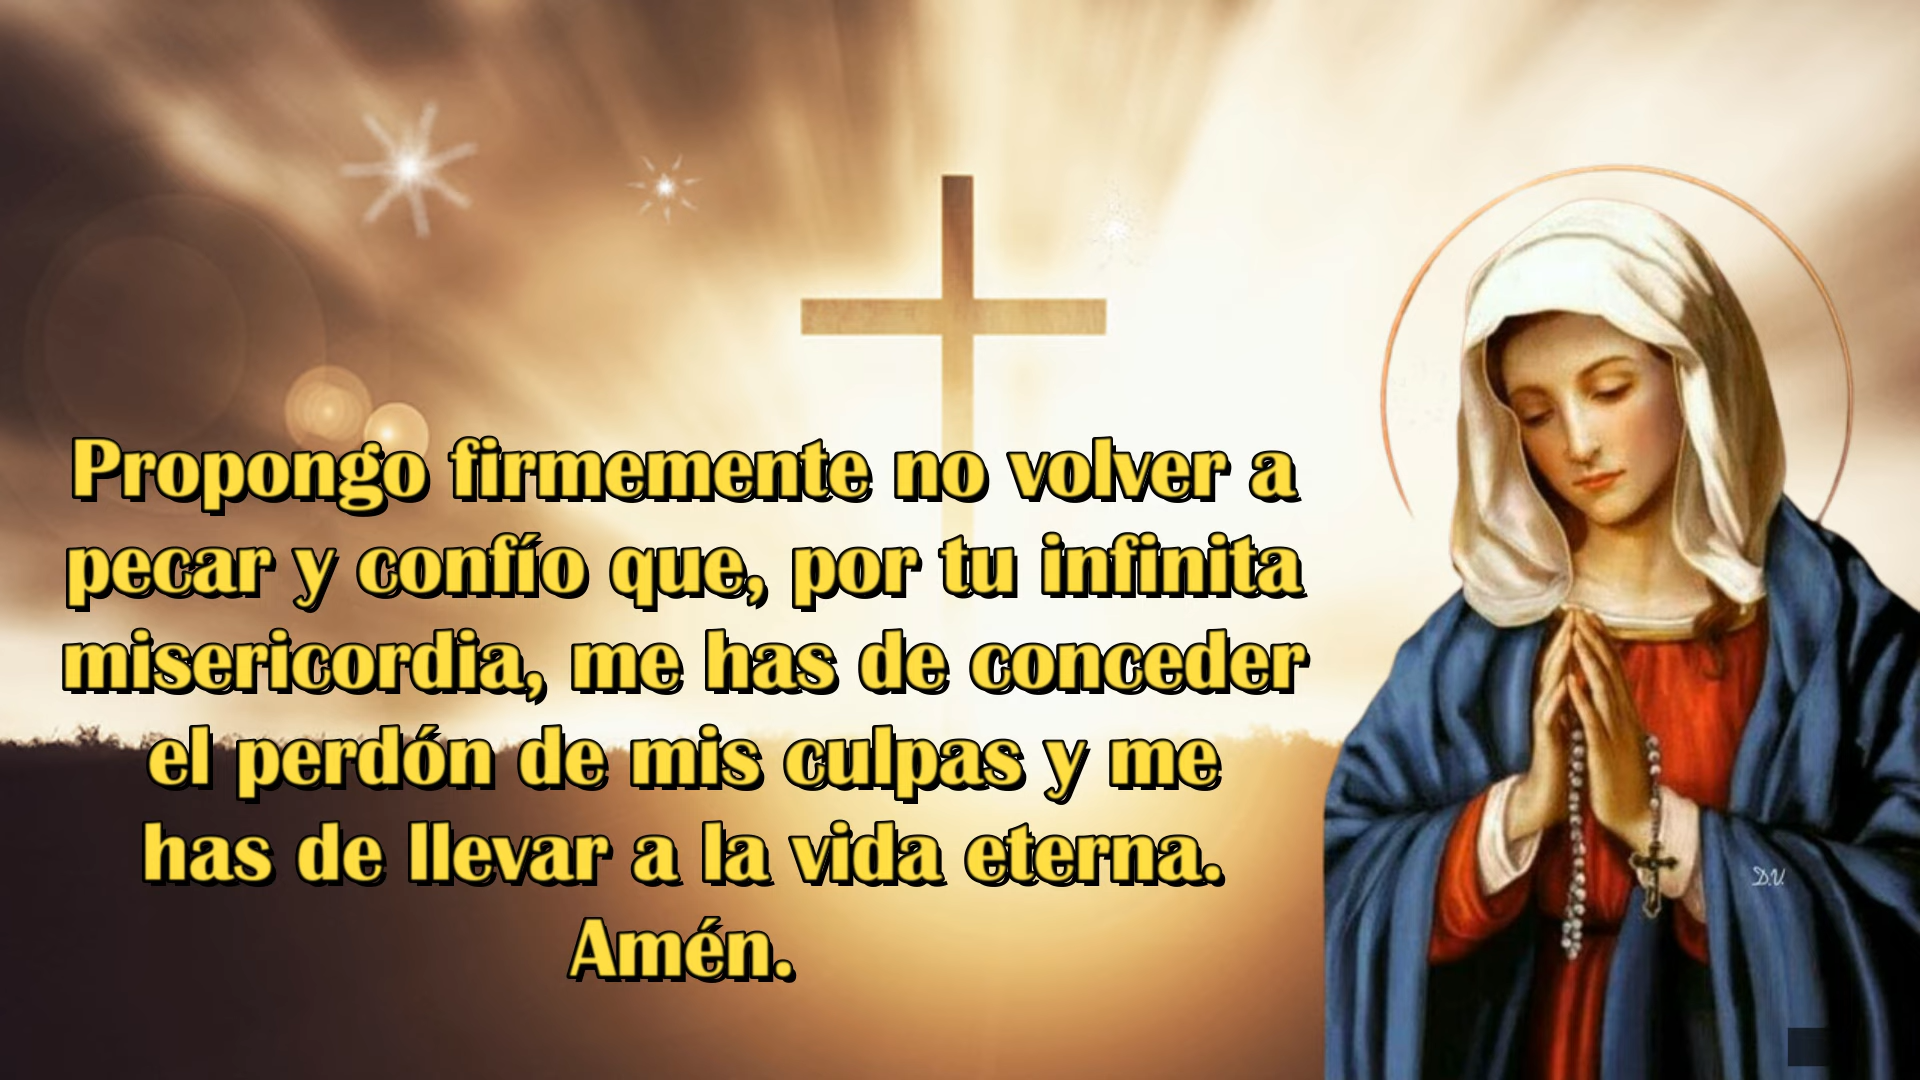 Propongo firmemente no volver a
pecar y confío que, por tu infinita
misericordia, me has de conceder
el perdón de mis culpas y me
has de llevar a la vida eterna.
Amén.
D.V.